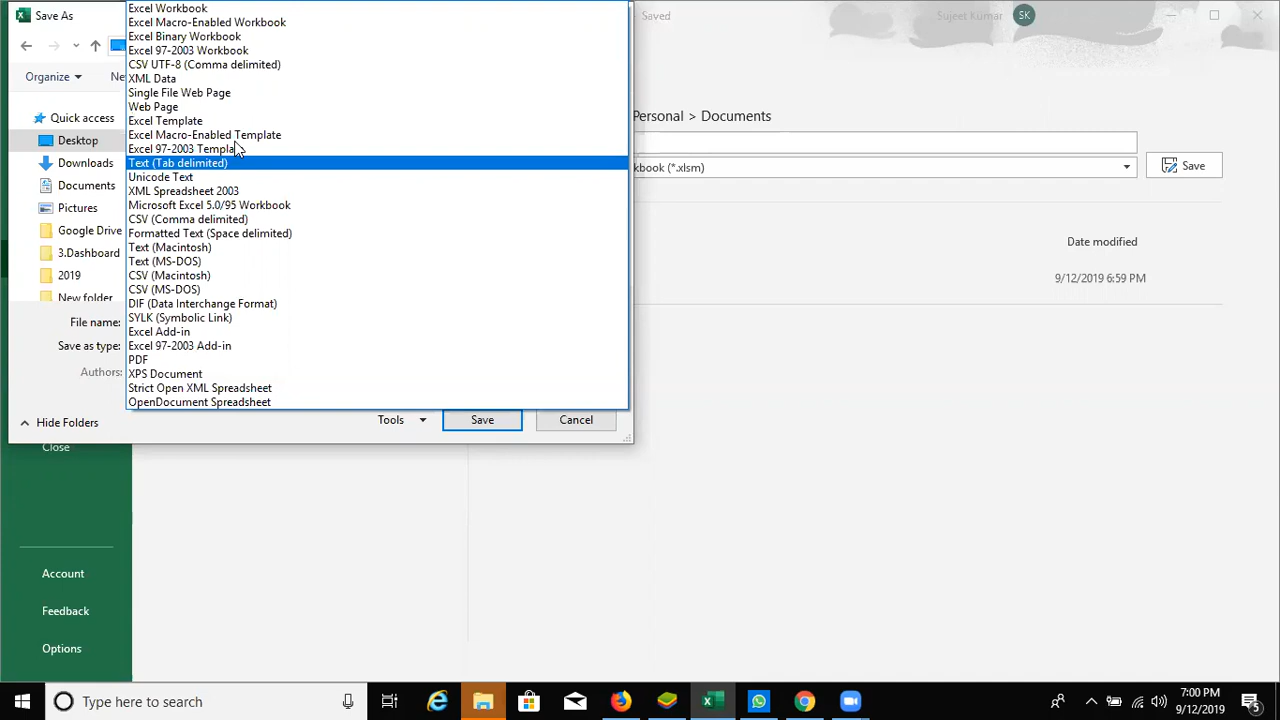 Save As
Saved
Sujeet Kumar
SK
Organize
Quick access
Desktop
Downloads
Documents
Pictures
Google Drive
3.Dashboard
2019
New folder
File name:
Save as type:
Authors:
Hide Folders
Excel Workbook
Excel Macro-Enabled Workbook
Excel Binary Workbook
Excel 97-2003 Workbook
CSV UTF-8 (Comma delimited)
XML Data
Single File Web Page
Web Page
Excel Template
Excel Macro-Enabled Template
Excel 97-2003 Template
Text (Tab delimited)
Unicode Text
XML Spreadsheet 2003
Microsoft Excel 5.0/95 Workbook
CSV (Comma delimited)
Formatted Text (Space delimited)
Text (Macintosh)
Text (MS-DOS)
CSV (Macintosh)
CSV (MS-DOS)
DIF (Data Interchange Format)
SYLK (Symbolic Link)
Excel Add-in
Excel 97-2003 Add-in
PDF
XPS Document
Strict Open XML Spreadsheet
OpenDocument Spreadsheet
Tools
Save
Cancel
Personal > Documents
(*.xlsm)
Save
Date modified
9/12/2019 6:59 PM
Close
Account
Feedback
Options
Type here to search
7:00 PM
9/12/2019
5